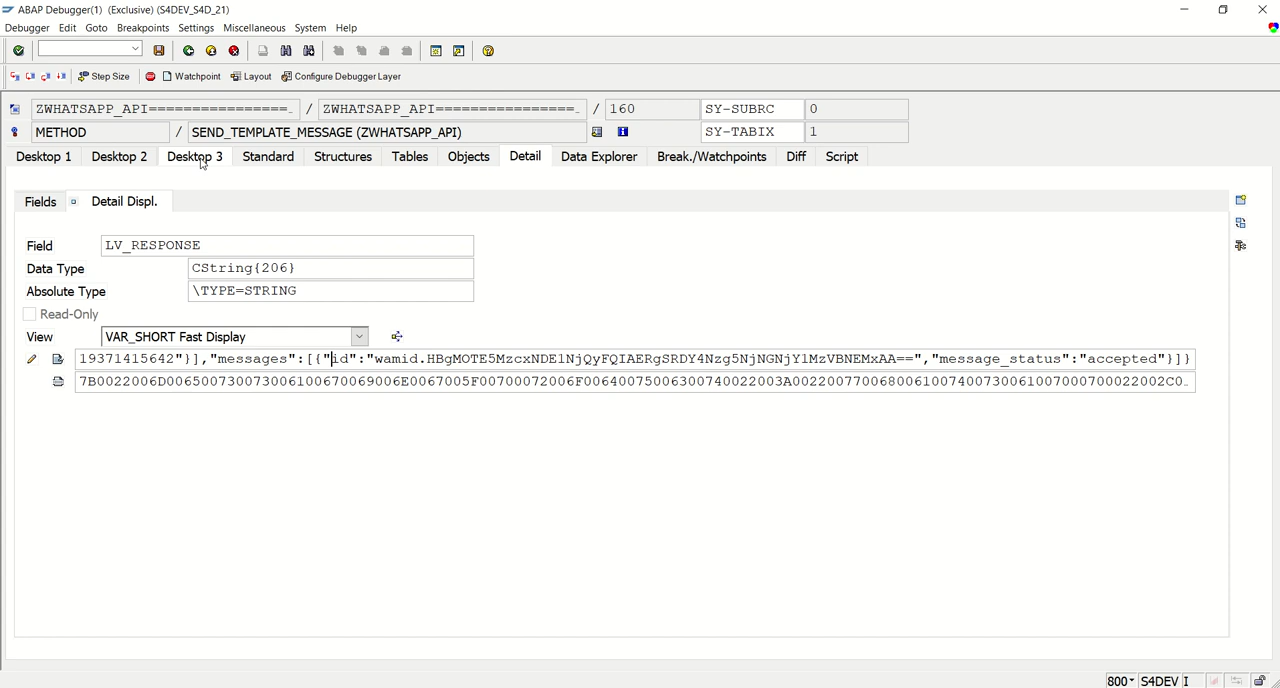 ABAP Debugger(1) (Exclusive) (S4DEV_S4D_21)
Debugger Edit Goto Breakpoints Settings Miscellaneous System Help
Step Size Watchpoint Layout Configure Debugger Layer
ZWHATSAPP_API================_ / ZWHATSAPP_API================_ / 160 SY-SUBRC 0
METHOD / SEND_TEMPLATE_MESSAGE (ZWHATSAPP_API) SY-TABIX 1
Desktop 1 Desktop 2 Desktop 3 Standard Structures Tables Objects Detail Data Explorer Break./Watchpoints Diff Script
Fields Detail Displ.
Field LV_RESPONSE
Data Type CString{206}
Absolute Type \TYPE=STRING
Read-Only
View VAR_SHORT Fast Display
19371415642"}],"messages":[{"id":"wamid.HBgMOTE5MzcxNDE1NjQyFQIAERgSRDY4Nzg5NjNGNjY1MzVBNEMxAA==","message_status":"accepted"}]}
7B0022006D006500730073006100670069006E0067005F00700072006F00640075006300740022003A0022007700680061007400730061007000700022002C0_
800 S4DEV I